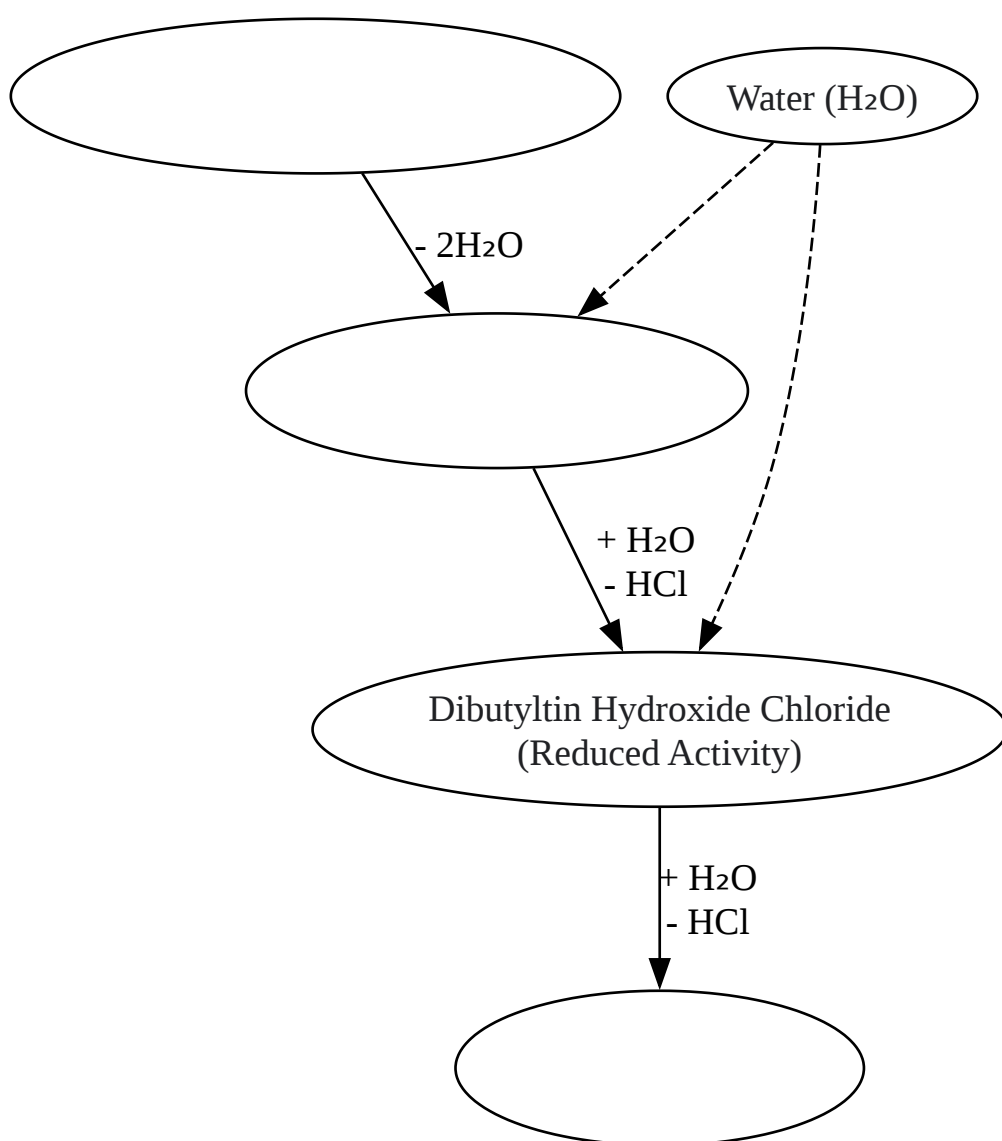 Water (H₂O)
- 2H₂O
+ H₂O
- HCl
Dibutyltin Hydroxide Chloride
(Reduced Activity)
+ H₂O
- HCl